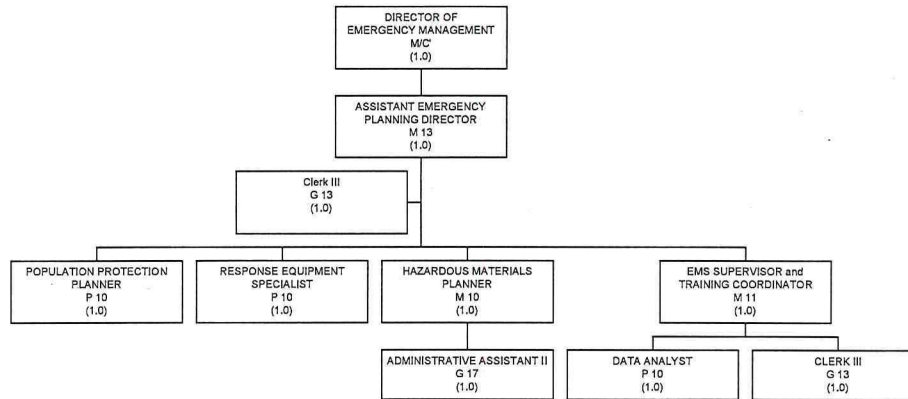 DIRECTOR OF
EMERGENCY MANAGEMENT
M/C'
(1.0)
ASSISTANT EMERGENCY
PLANNING DIRECTOR
M 13
(1.0)
Clerk III
G 13
(1.0)
POPULATION PROTECTION
PLANNER
P 10
(1.0)
RESPONSE EQUIPMENT
SPECIALIST
P 10
(1.0)
HAZARDOUS MATERIALS
PLANNER
M 10
(1.0)
EMS SUPERVISOR and
TRAINING COORDINATOR
M 11
(1.0)
ADMINISTRATIVE ASSISTANT II
G 17
(1.0)
DATA ANALYST
P 10
(1.0)
CLERK III
G 13
(1.0)